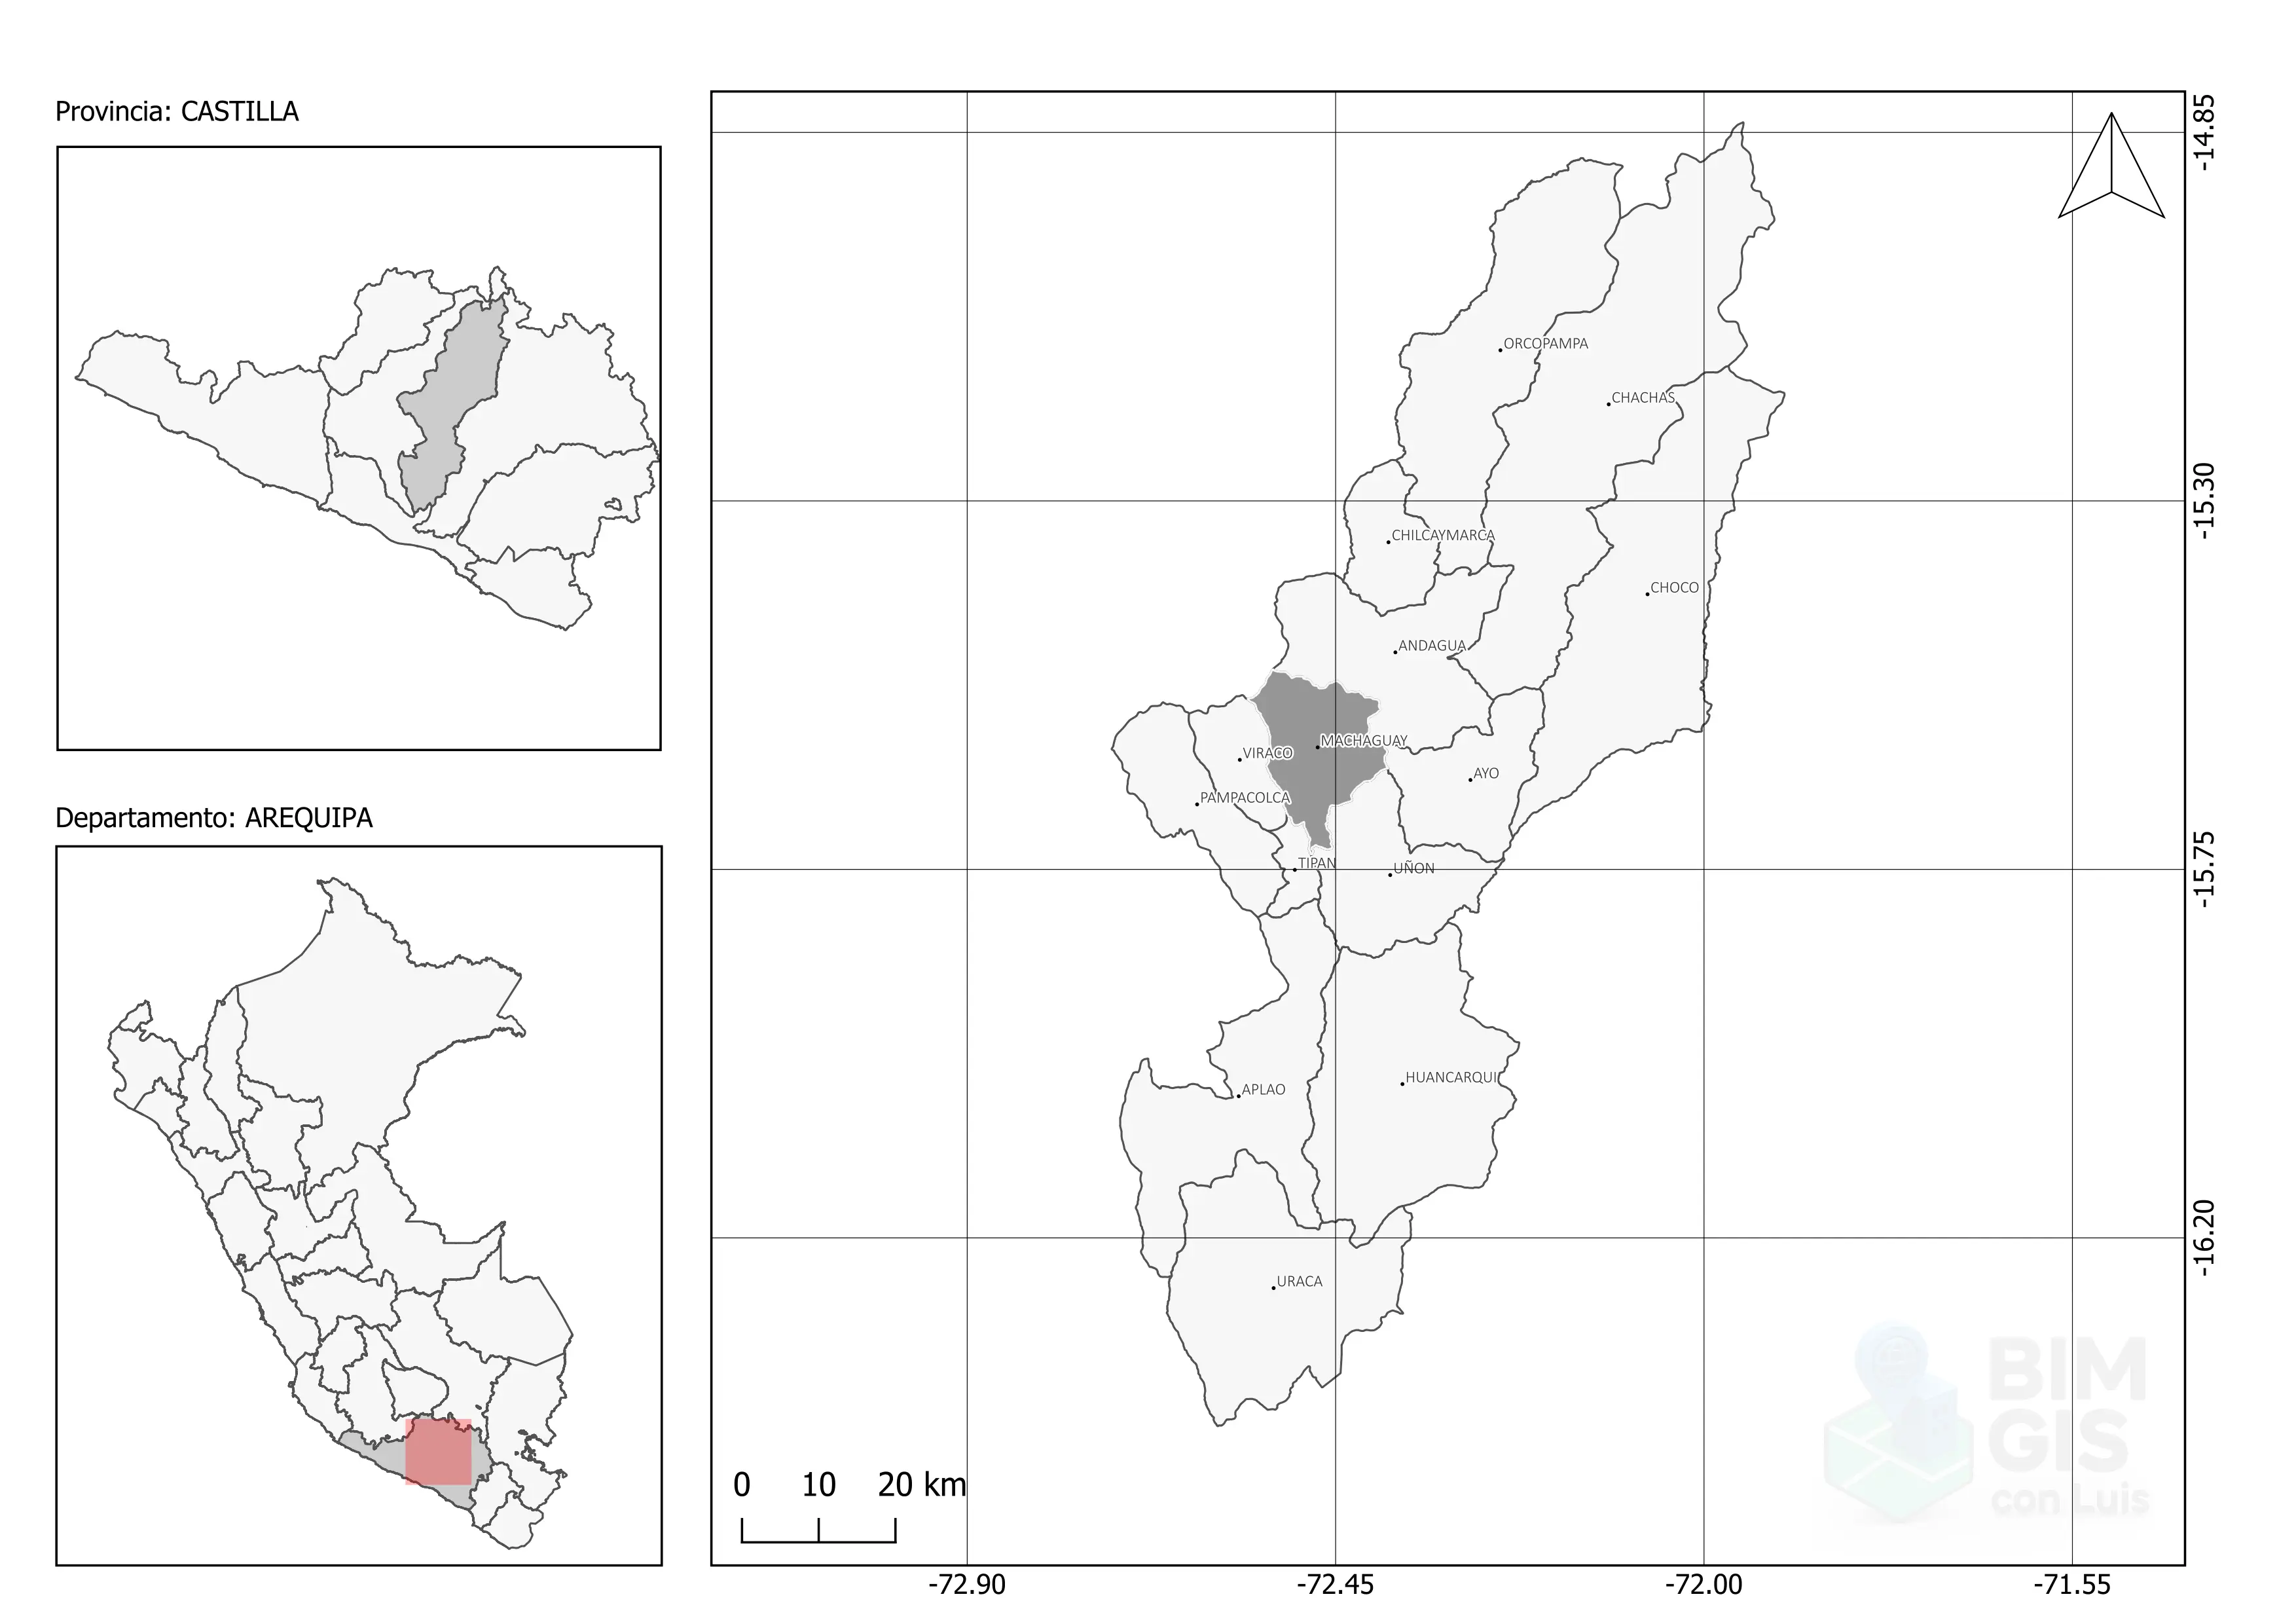 Provincia: CASTILLA
Departamento: AREQUIPA
ORCOPAMPA
CHACHAS
CHILCAYMARCA
CHOCO
ANDAGUA
MACHAGUAY
VIRACO
AYO
PAMPACOLCA
TIPAN
UÑON
HUANCARQUI
APLAO
URACA
-14.85
-15.30
-15.75
-16.20
BIM
GIS
con Luis
0 10 20 km
-72.90 -72.45 -72.00 -71.55